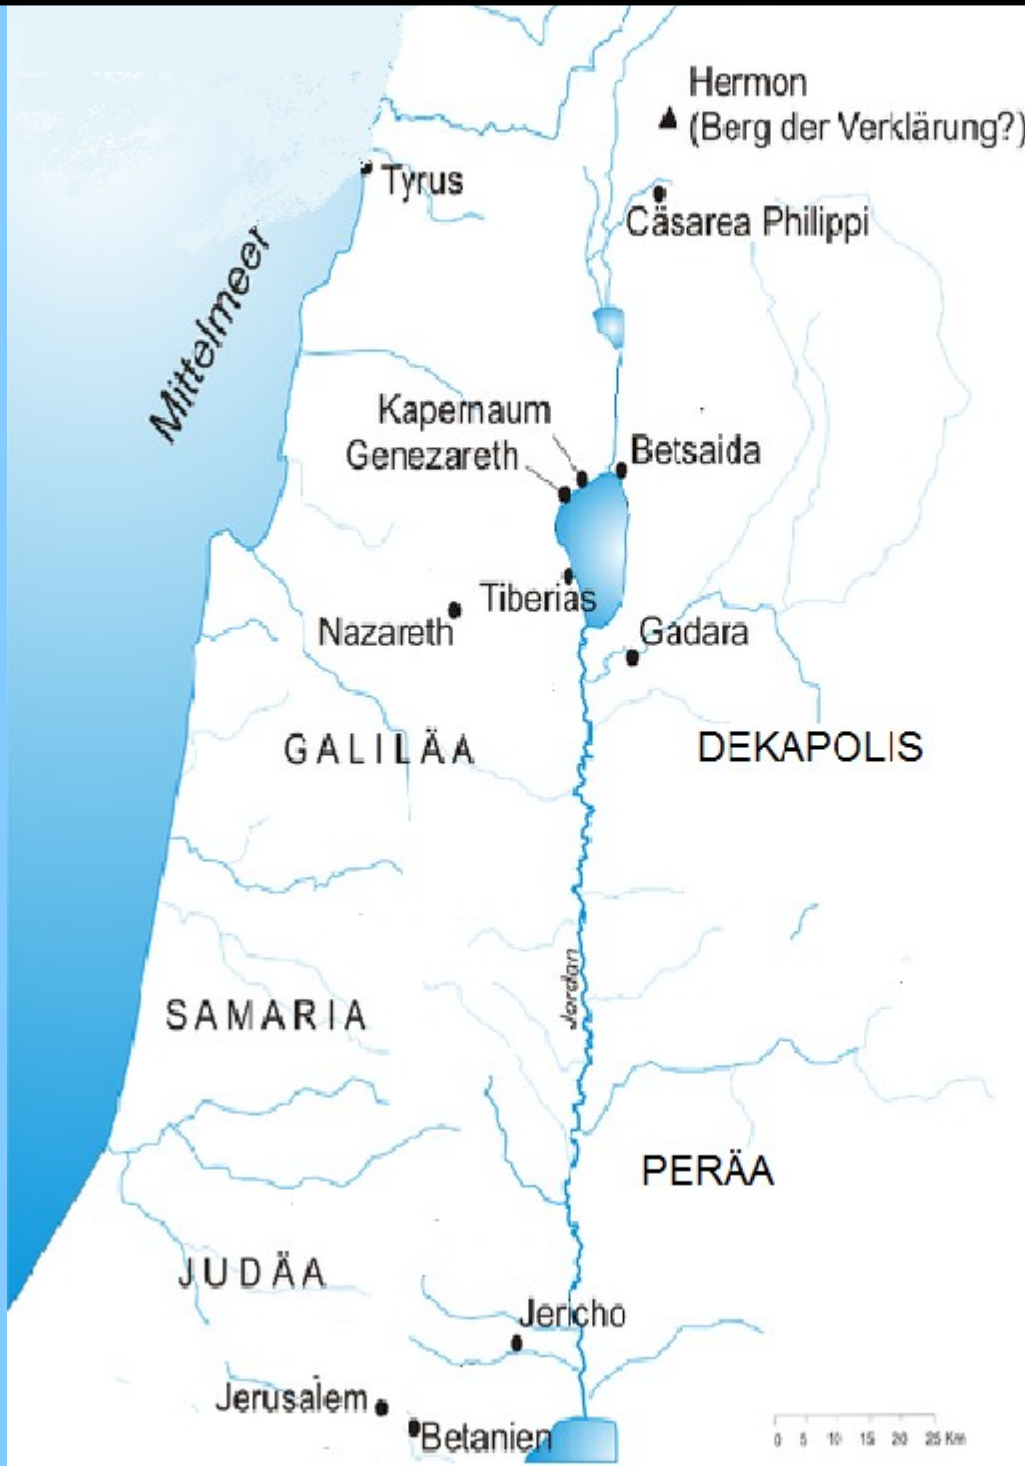 Hermon
(Berg der Verklärung?)
Tyrus
Cäsarea Philippi
Mittelmeer
Kapernaum
Genezareth
Betsaida
Tiberias
Nazareth
Gadara
GALILÄA
DEKAPOLIS
Jordan
SAMARIA
PERÄA
JUDÄA
Jericho
Jerusalem
Betanien
0 5 10 15 20 25 Km